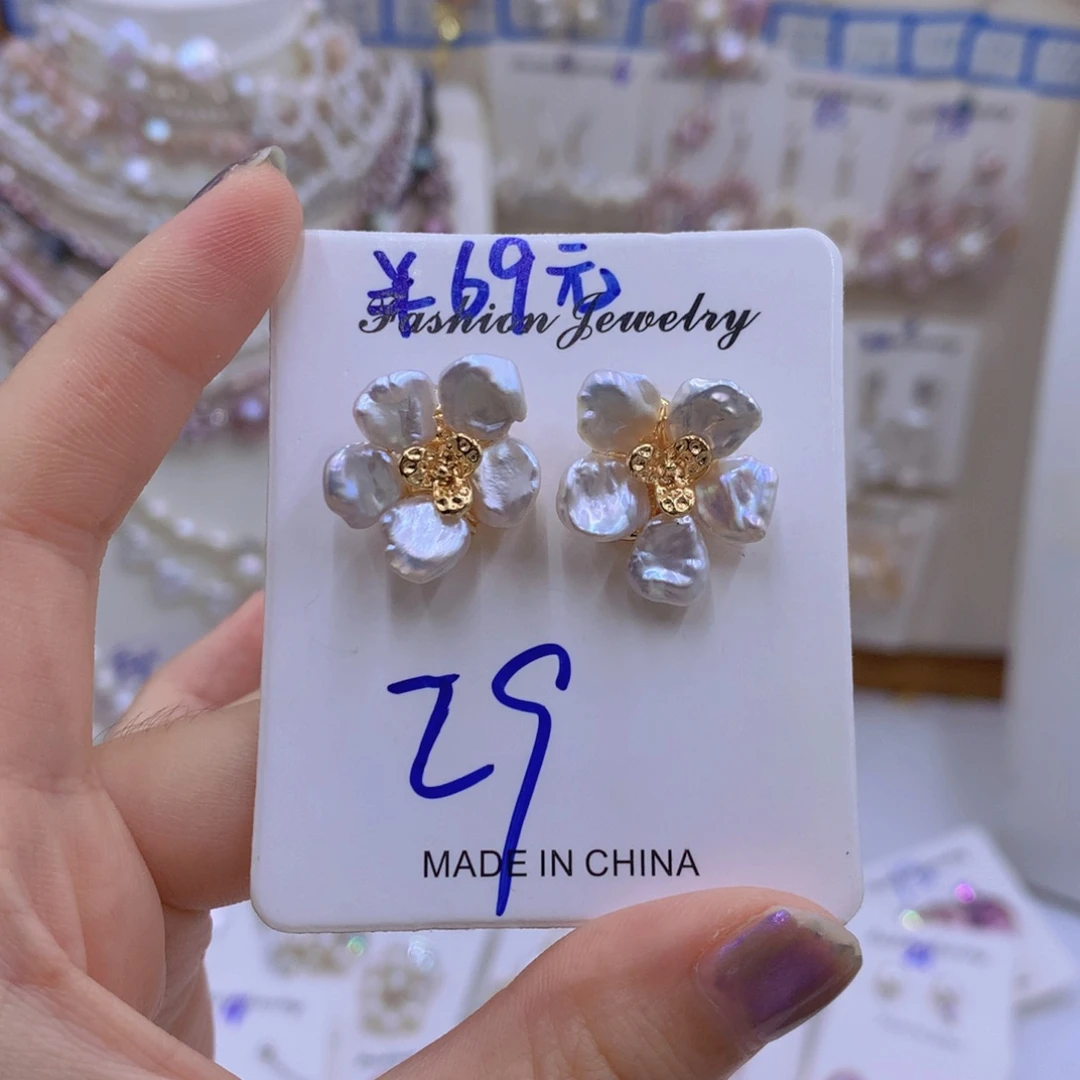 ¥69元
Fashion Jewelry
29
MADE IN CHINA